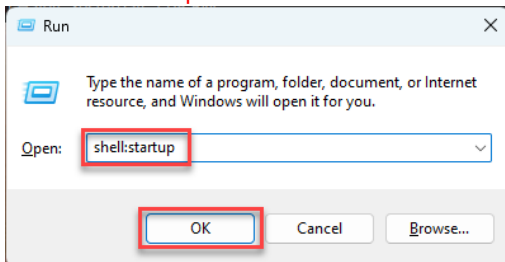 Run
Type the name of a program, folder, document, or Internet
resource, and Windows will open it for you.
Open: shell:startup
OK Cancel Browse...